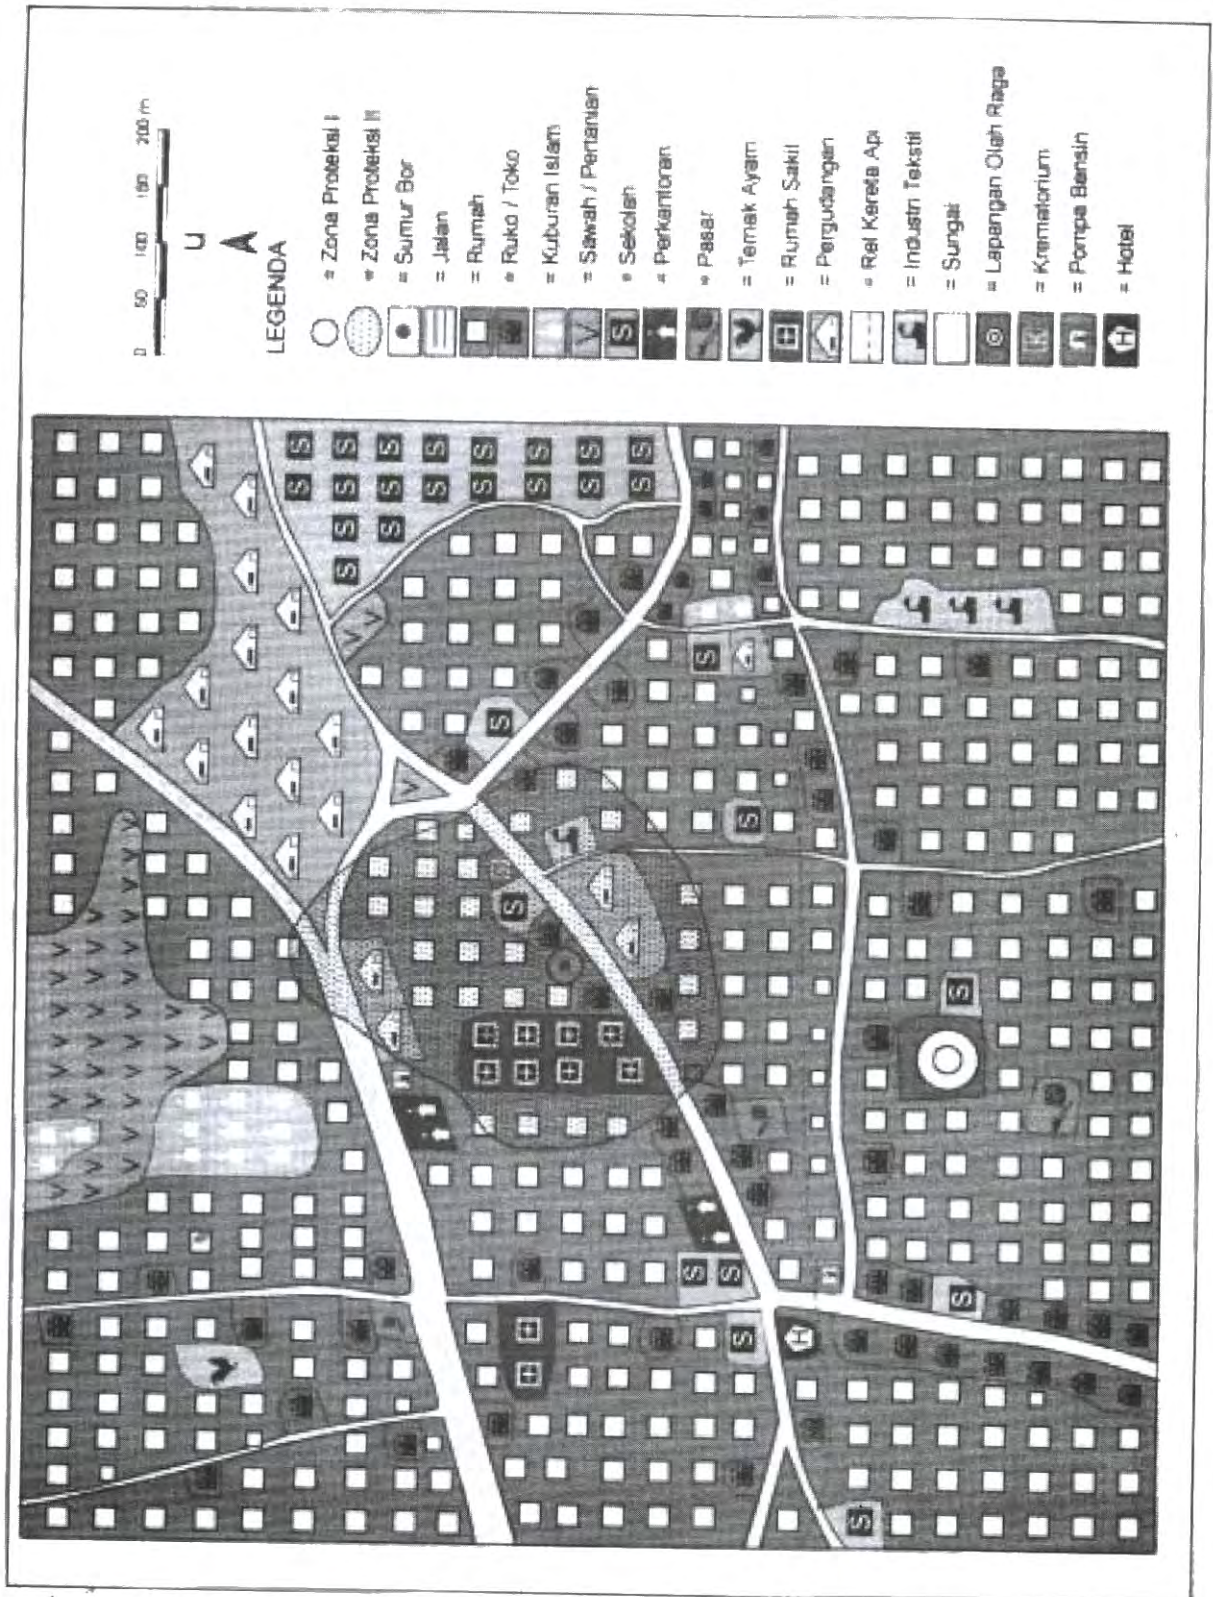 0 50 100 150 200 m
U
LEGENDA
= Zona Proteksi I
= Zona Proteksi II
= Sumur Bor
= Jalan
= Rumah
= Ruko / Toko
= Kuburan Islam
= Sawah / Pertanian
= Sekolah
= Perkantoran
= Pasar
= Ternak Ayam
= Rumah Sakit
= Pergudangan
= Rel Kereta Api
= Industri Tekstil
= Sungai
= Lapangan Olah Raga
= Krematorium
= Pompa Bensin
= Hotel